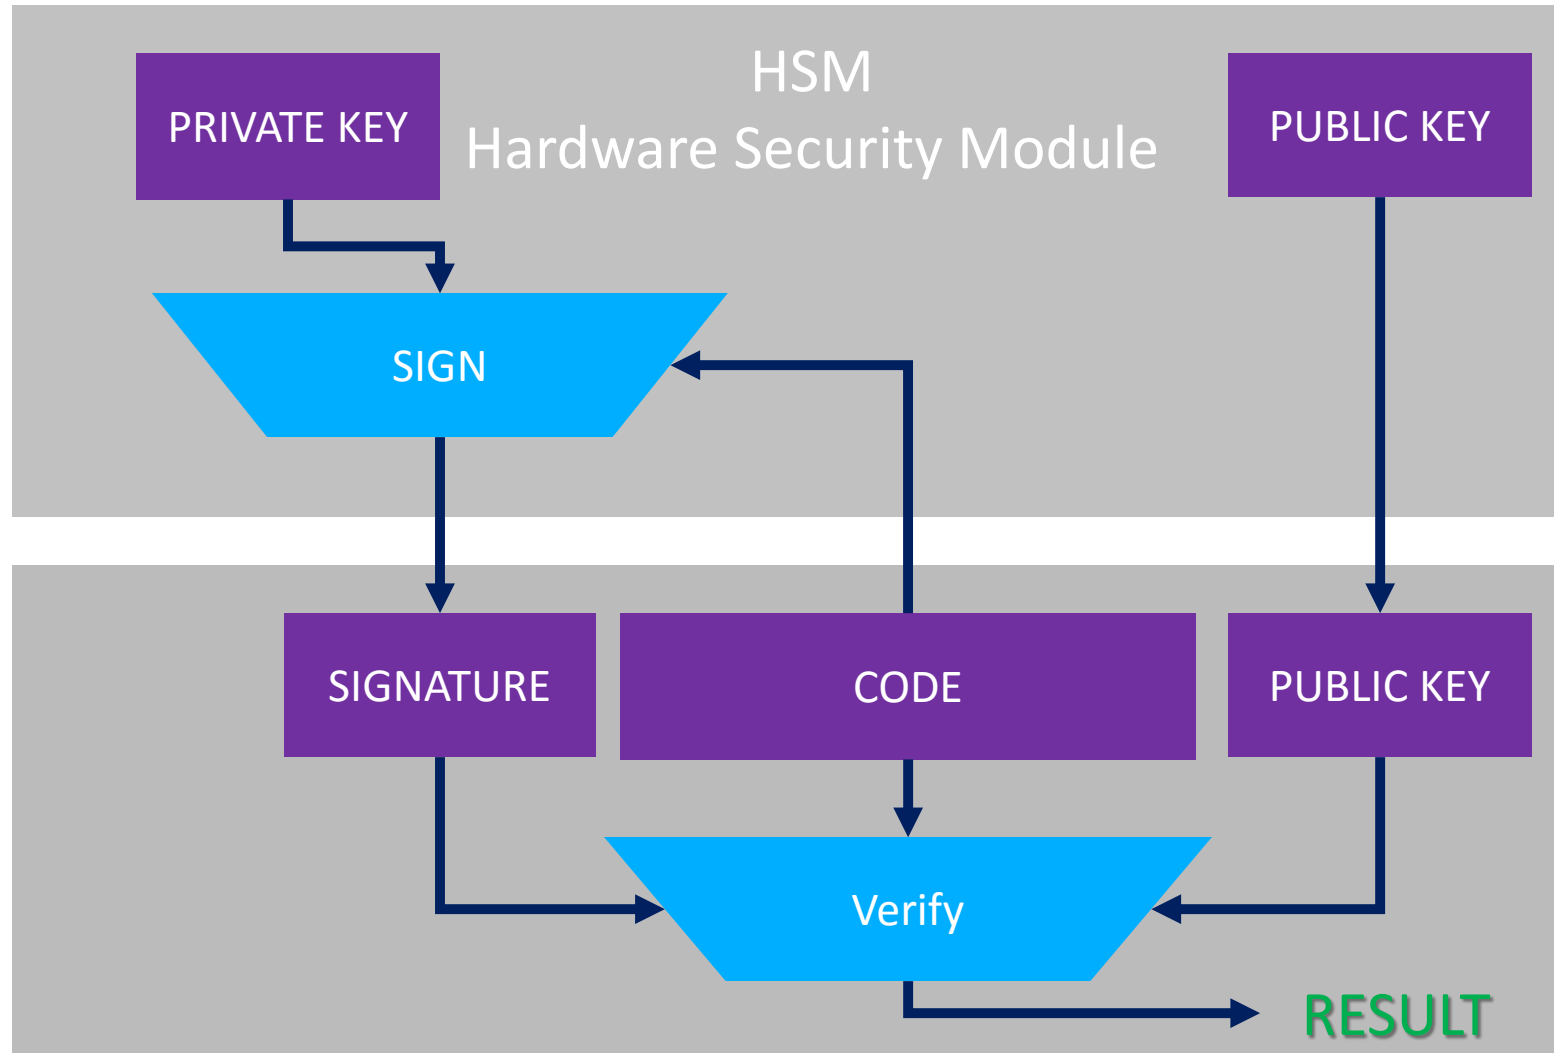 HSM
Hardware Security Module
PRIVATE KEY
PUBLIC KEY
SIGN
SIGNATURE
CODE
PUBLIC KEY
Verify
RESULT